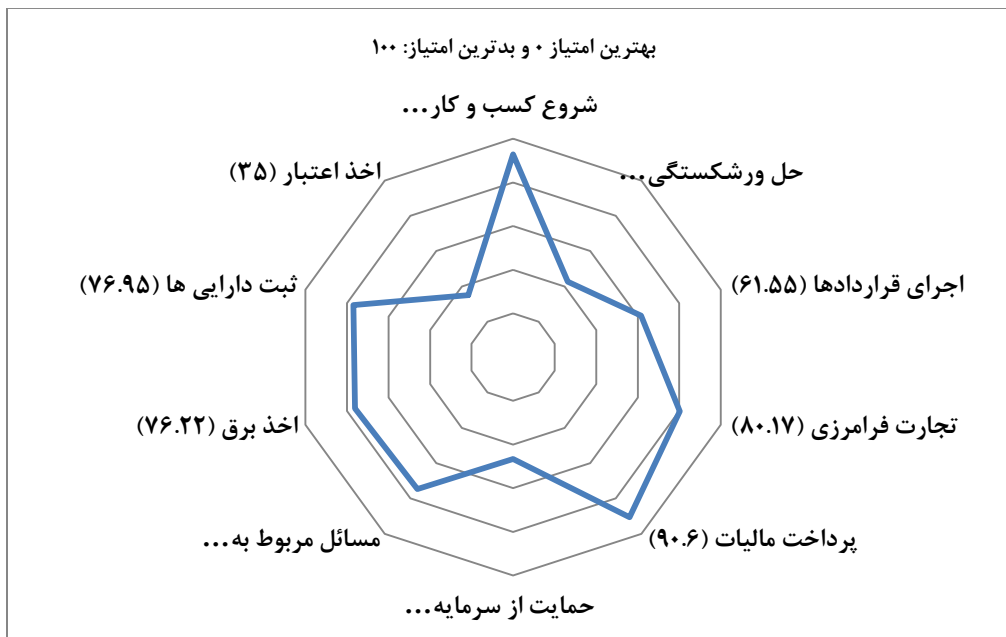 بهترین امتیاز ۰ و بدترین امتیاز: ۱۰۰
شروع کسب و کار...
حل ورشکستگی...
اجرای قراردادها (۶۱.۵۵)
تجارت فرامرزی (۸۰.۱۷)
پرداخت مالیات (۹۰.۶)
حمایت از سرمایه...
مسائل مربوط به...
اخذ برق (۷۶.۲۲)
ثبت دارایی ها (۷۶.۹۵)
اخذ اعتبار (۳۵)